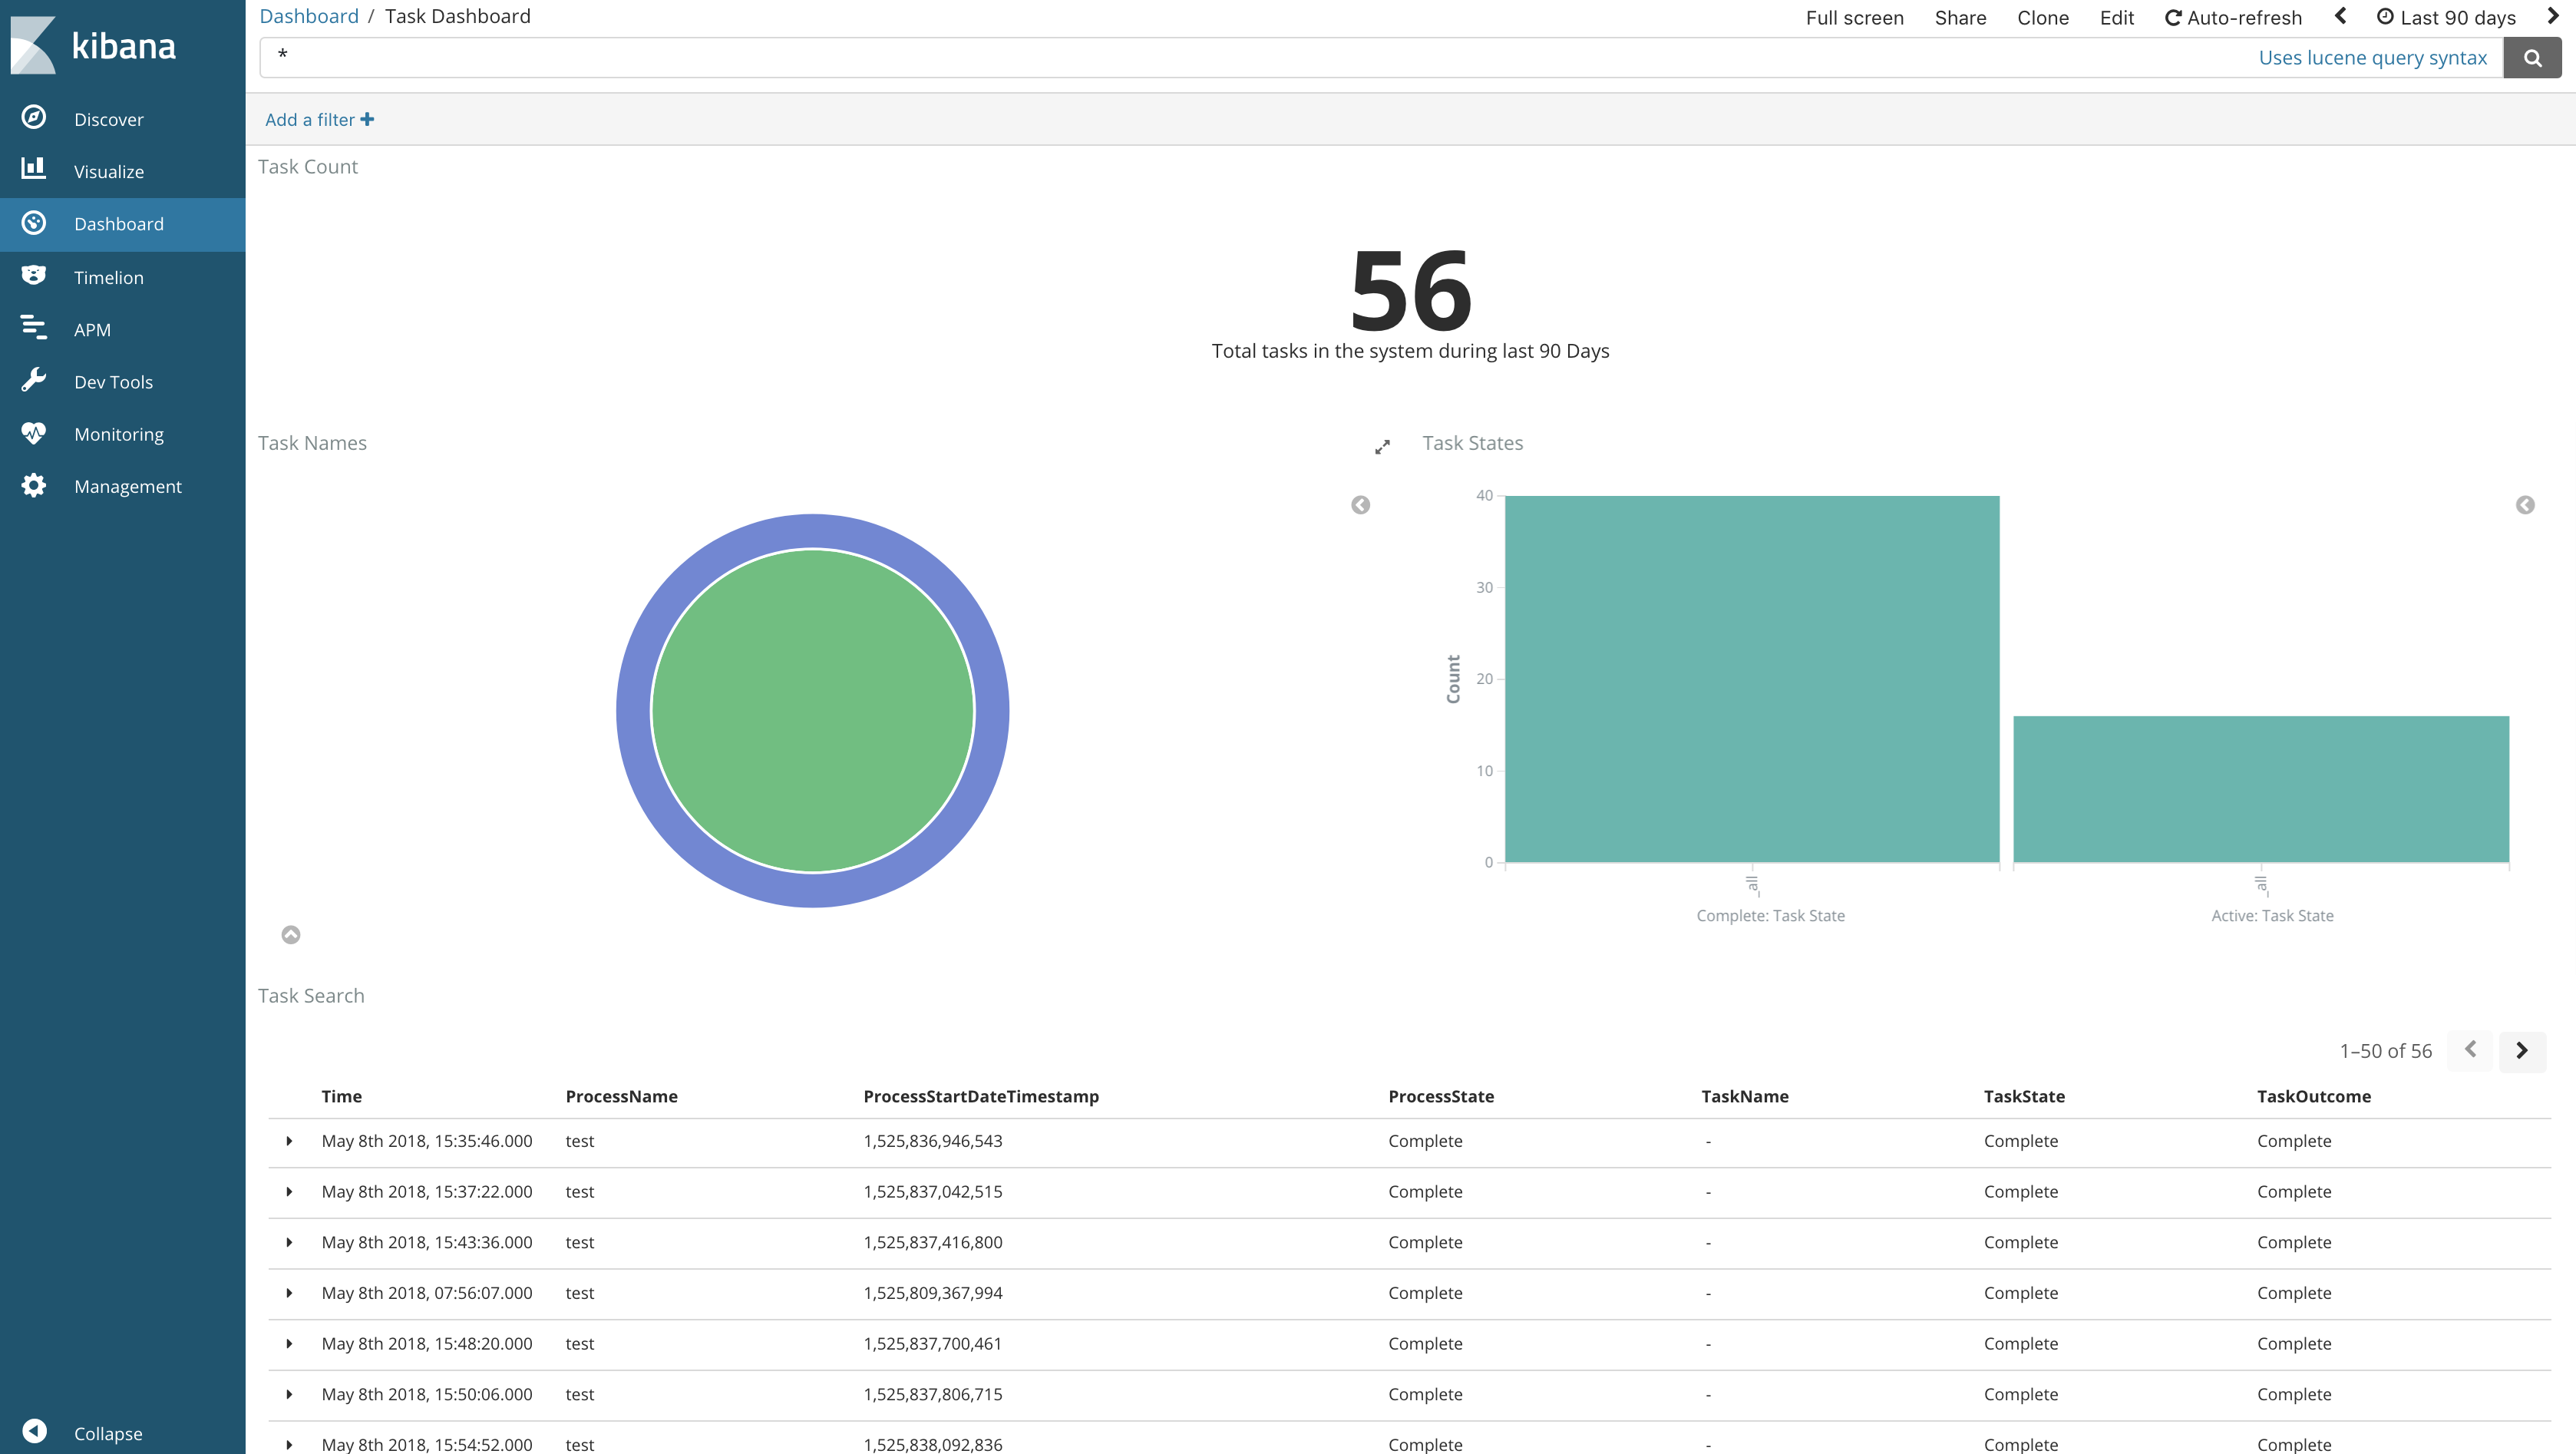 kibana
Discover
Visualize
Dashboard
Timelion
APM
Dev Tools
Monitoring
Management
Collapse
Dashboard / Task Dashboard
Full screen Share Clone Edit Auto-refresh Last 90 days
*
Uses lucene query syntax
Add a filter
Task Count
56
Total tasks in the system during last 90 Days
Task Names
Task States
40
30
20
10
0
Count
_all
_all
Complete: Task State
Active: Task State
Task Search
1–50 of 56
Time ProcessName ProcessStartDateTimestamp ProcessState TaskName TaskState TaskOutcome
May 8th 2018, 15:35:46.000 test 1,525,836,946,543 Complete - Complete Complete
May 8th 2018, 15:37:22.000 test 1,525,837,042,515 Complete - Complete Complete
May 8th 2018, 15:43:36.000 test 1,525,837,416,800 Complete - Complete Complete
May 8th 2018, 07:56:07.000 test 1,525,809,367,994 Complete - Complete Complete
May 8th 2018, 15:48:20.000 test 1,525,837,700,461 Complete - Complete Complete
May 8th 2018, 15:50:06.000 test 1,525,837,806,715 Complete - Complete Complete
May 8th 2018, 15:54:52.000 test 1,525,838,092,836 Complete - Complete Complete